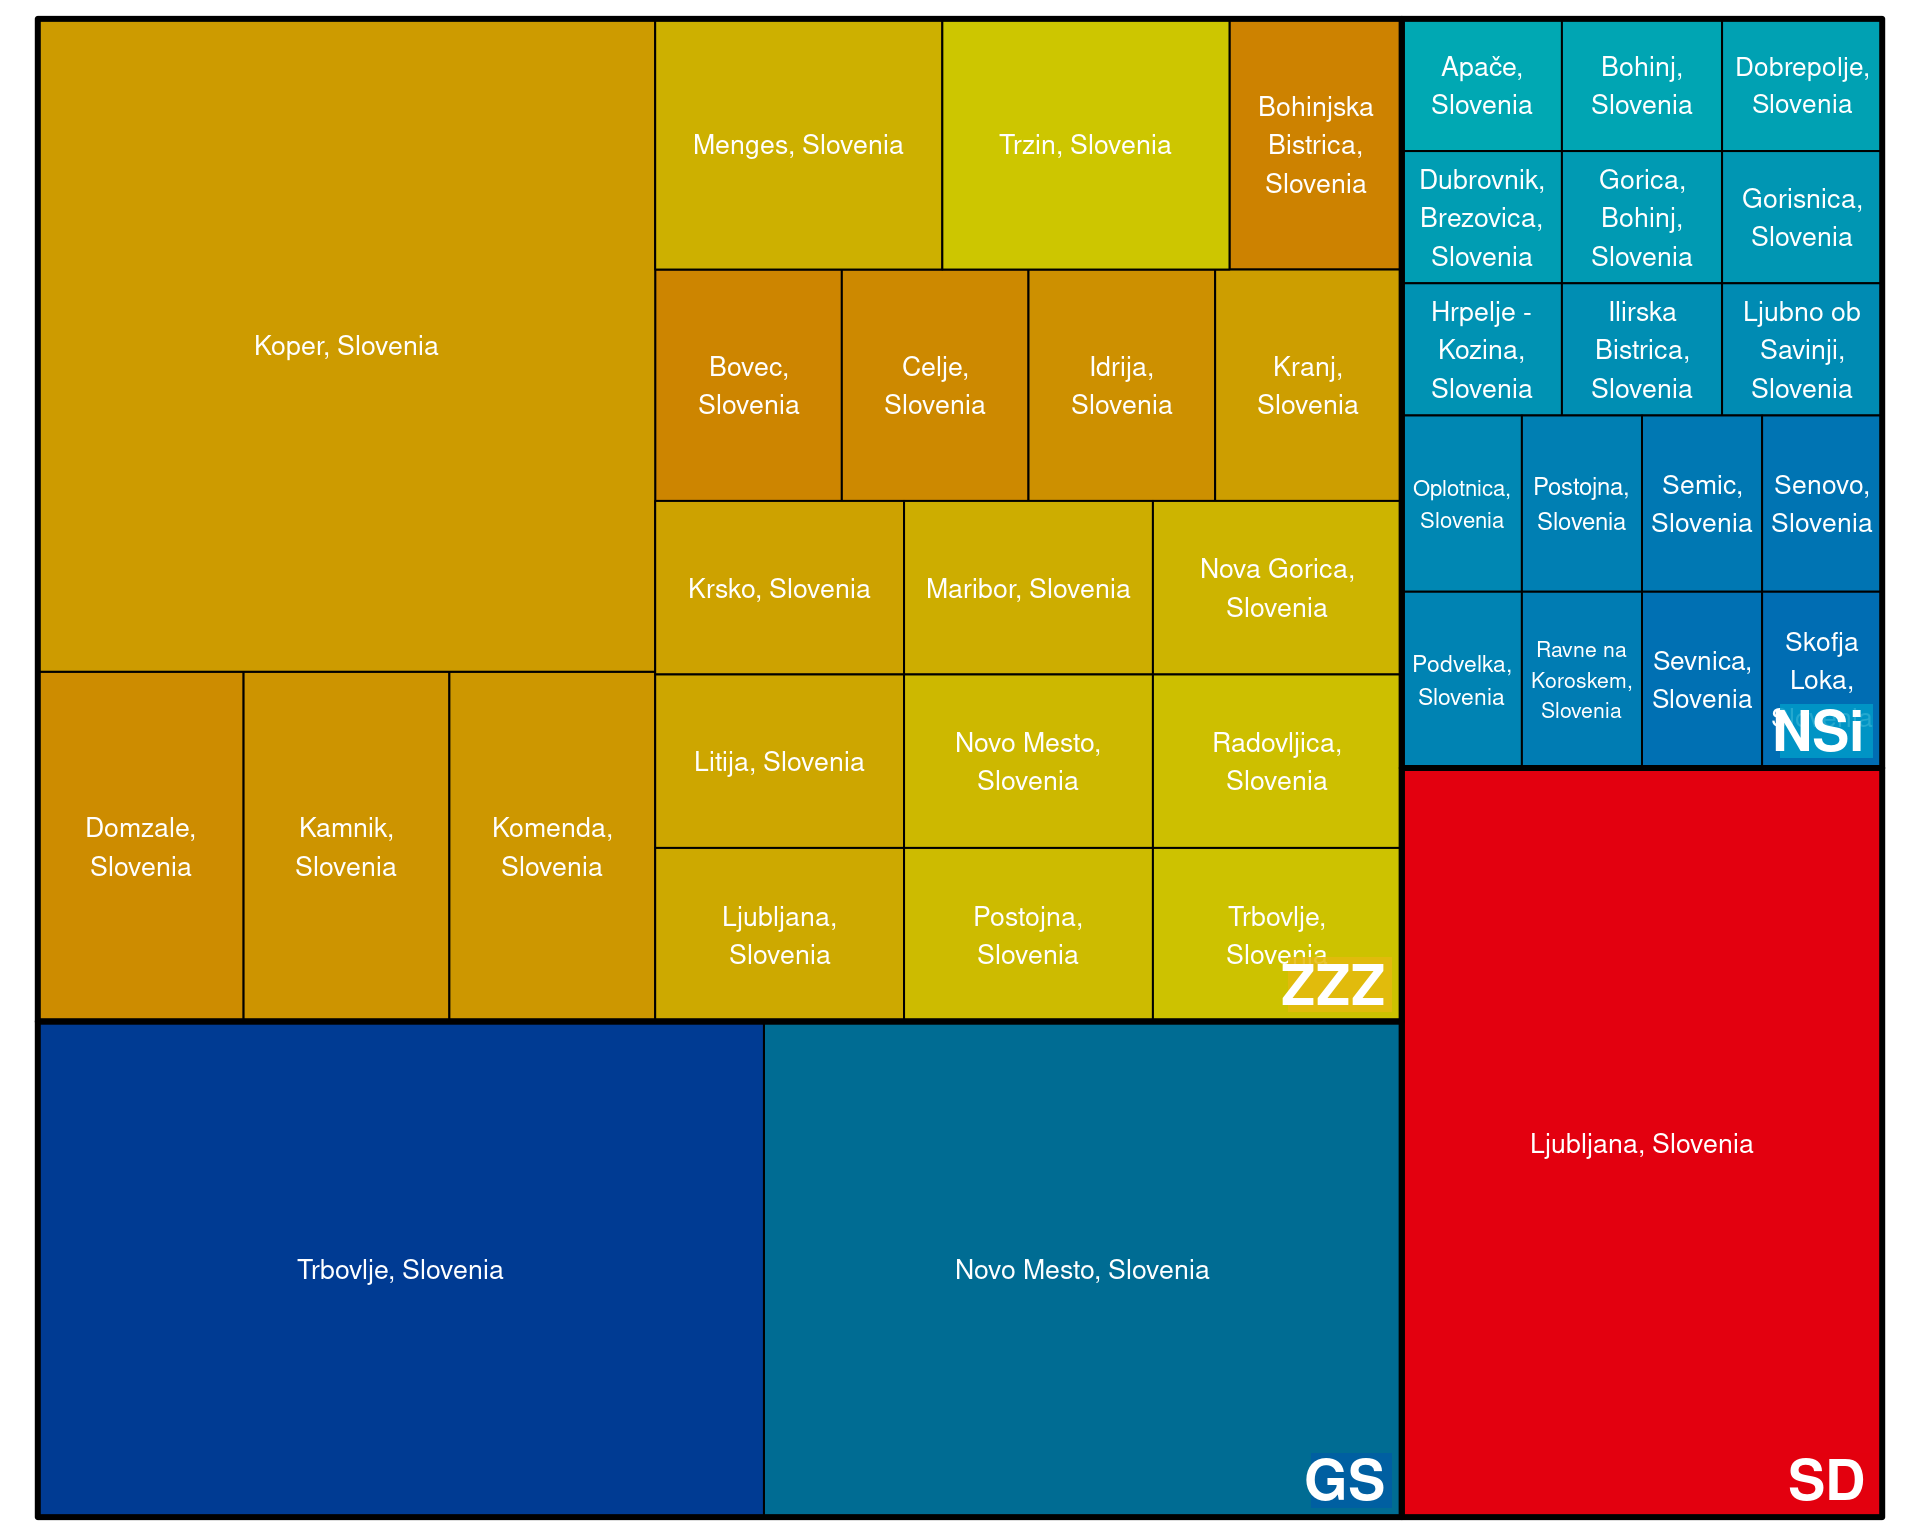 Koper, Slovenia
Menges, Slovenia
Trzin, Slovenia
Bohinjska
Bistrica,
Slovenia
Bovec,
Slovenia
Celje,
Slovenia
Idrija,
Slovenia
Kranj,
Slovenia
Krsko, Slovenia
Maribor, Slovenia
Nova Gorica,
Slovenia
Litija, Slovenia
Novo Mesto,
Slovenia
Radovljica,
Slovenia
Domzale,
Slovenia
Kamnik,
Slovenia
Komenda,
Slovenia
Ljubljana,
Slovenia
Postojna,
Slovenia
Trbovlje,
Slovenia
ZZZ
Apače,
Slovenia
Bohinj,
Slovenia
Dobrepolje,
Slovenia
Dubrovnik,
Brezovica,
Slovenia
Gorica,
Bohinj,
Slovenia
Gorisnica,
Slovenia
Hrpelje -
Kozina,
Slovenia
Ilirska
Bistrica,
Slovenia
Ljubno ob
Savinji,
Slovenia
Oplotnica,
Slovenia
Postojna,
Slovenia
Semic,
Slovenia
Senovo,
Slovenia
Podvelka,
Slovenia
Ravne na
Koroskem,
Slovenia
Sevnica,
Slovenia
Skofja
Loka,
NSi
Trbovlje, Slovenia
Novo Mesto, Slovenia
GS
Ljubljana, Slovenia
SD